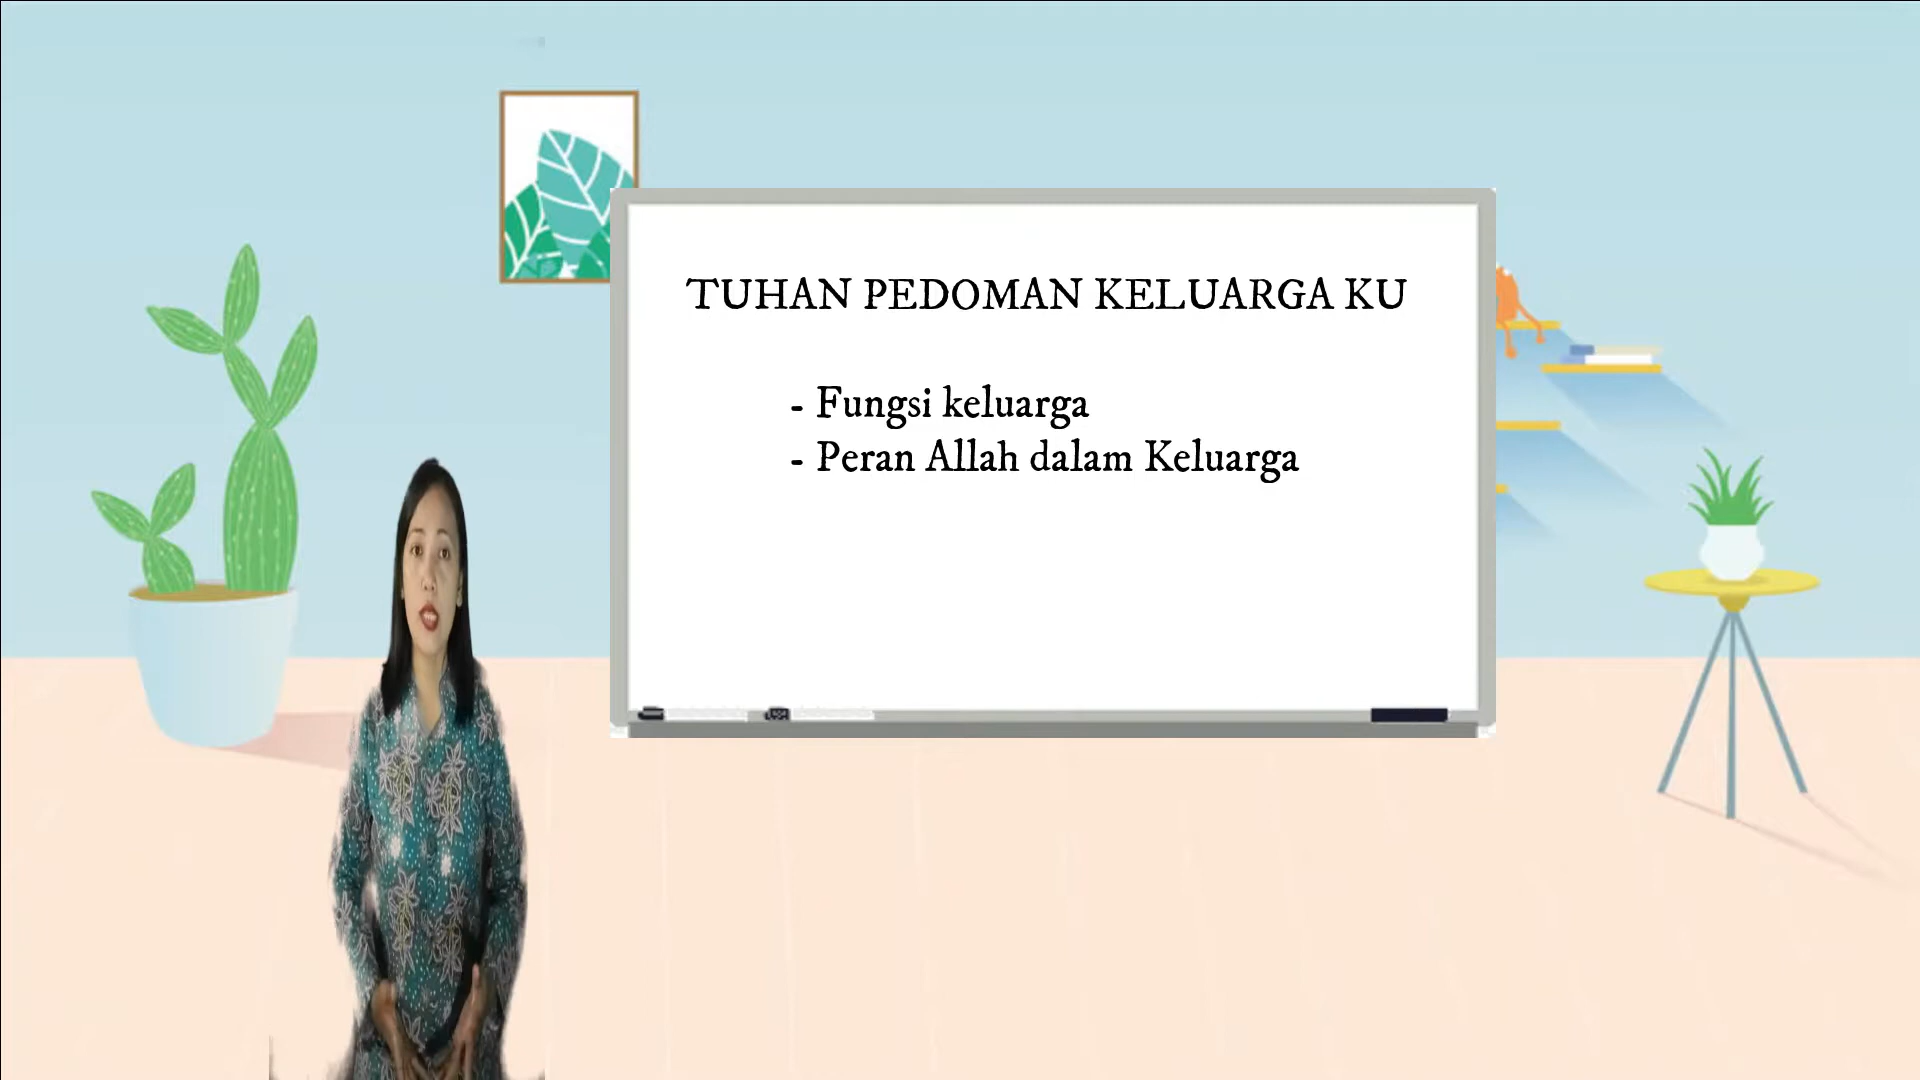 TUHAN PEDOMAN KELUARGA KU
- Fungsi keluarga
- Peran Allah dalam Keluarga